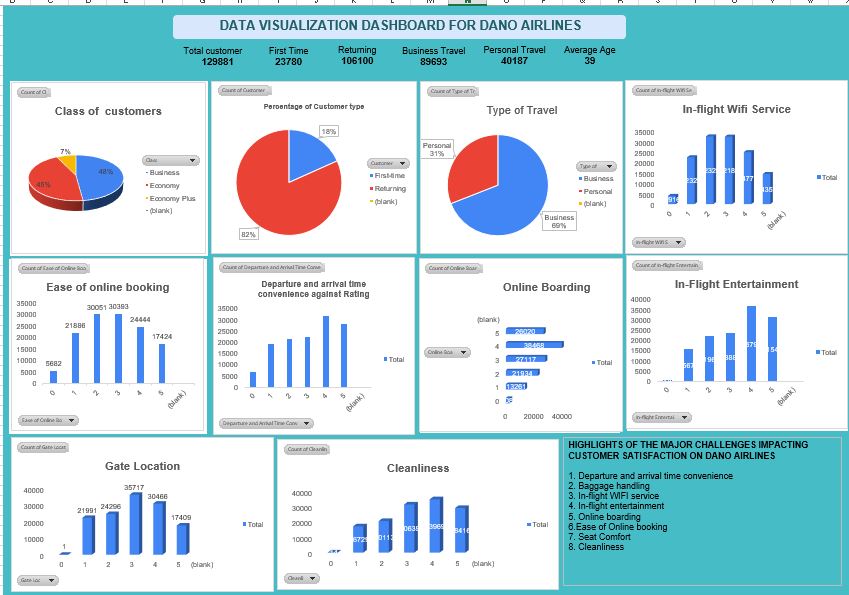 DATA VISUALIZATION DASHBOARD FOR DANO AIRLINES
Total customer
129881
First Time
23780
Returning
106100
Business Travel
89693
Personal Travel
40187
Average Age
39
Class of customers
7%
48%
45%
Class
Business
Economy
Economy Plus
(blank)
Count of Customer
Percentage of Customer type
18%
82%
Customer
First-time
Returning
(blank)
Count of Type of Tr
Type of Travel
Personal
31%
Business
69%
Type of
Business
Personal
(blank)
Count of In-flight Wifi Se
In-flight Wifi Service
35000
30000
25000
20000
15000
10000
5000
0
0 1 2 3 4 5 (blank)
Total
In-flight Wifi S
Count of Ease of Online Boo
Ease of online booking
35000
30000
25000
20000
15000
10000
5000
0
5682
21886
30051
30393
24444
17424
0 1 2 3 4 5 (blank)
Ease of Online Bo
Count of Departure and Arrival Time Conve
Departure and arrival time
convenience against Rating
35000
30000
25000
20000
15000
10000
5000
0
0 1 2 3 4 5 (blank)
Total
Departure and Arrival Time Conv
Count of Online Boar
Online Boarding
Online Boa
(blank)
5 26020
4 38468
3 27117
2 21934
1 13261
0
0 20000 40000
Total
Count of In-flight Entertain
In-Flight Entertainment
40000
35000
30000
25000
20000
15000
10000
5000
0
0 1 2 3 4 5 (blank)
Total
In-flight Entertai
Count of Gate Locat
Gate Location
40000
30000
20000
10000
0
1
21991
24296
35717
30466
17409
0 1 2 3 4 5 (blank)
Total
Gate Loc
Count of Cleanlin
Cleanliness
40000
30000
20000
10000
0
0 1 2 3 4 5 (blank)
Total
Cleanli
HIGHLIGHTS OF THE MAJOR CHALLENGES IMPACTING
CUSTOMER SATISFACTION ON DANO AIRLINES
1. Departure and arrival time convenience
2. Baggage handling
3. In-flight WIFI service
4. In-flight entertainment
5. Online boarding
6.Ease of Online booking
7. Seat Comfort
8. Cleanliness